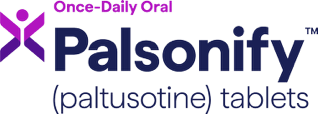 Once-Daily Oral
Palsonify™
(paltusotine) tablets